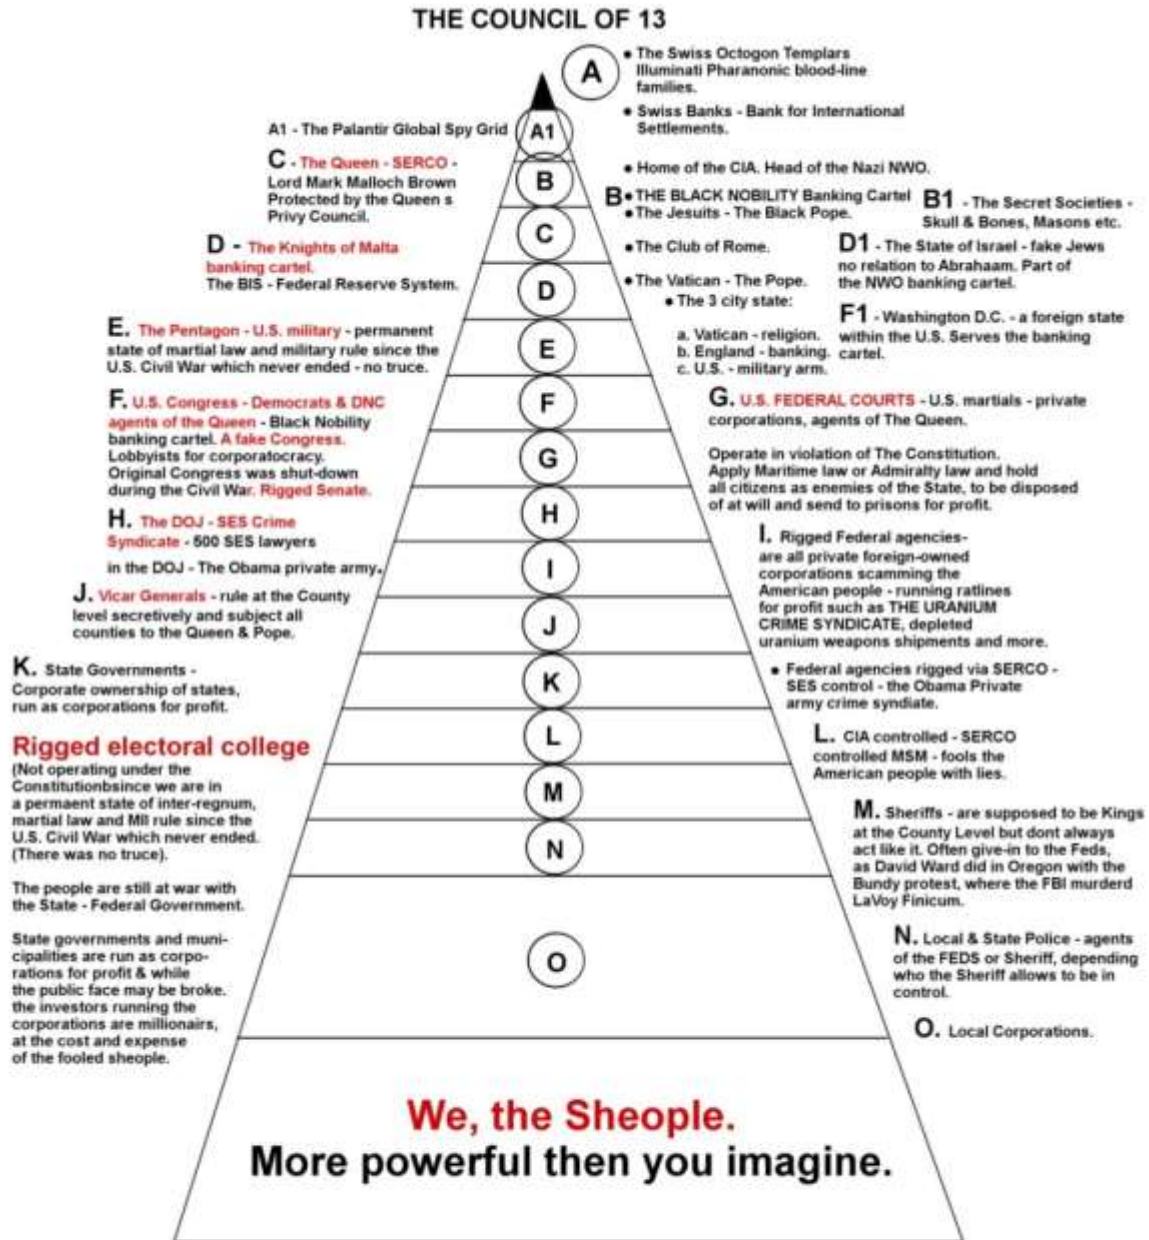 THE COUNCIL OF 13
A
• The Swiss Octogon Templars
Illuminati Pharanonic blood-line
families.
• Swiss Banks - Bank for International
Settlements.
• Home of the CIA. Head of the Nazi NWO.
A1 - The Palantir Global Spy Grid
A1
C - The Queen - SERCO -
Lord Mark Malloch Brown
Protected by the Queen s
Privy Council.
B
B • THE BLACK NOBILITY Banking Cartel
• The Jesuits - The Black Pope.
• The Club of Rome.
• The Vatican - The Pope.
• The 3 city state:
a. Vatican - religion.
b. England - banking.
c. U.S. - military arm.
B1 - The Secret Societies -
Skull & Bones, Masons etc.
C
D - The Knights of Malta
banking cartel.
The BIS - Federal Reserve System.
D1 - The State of Israel - fake Jews
no relation to Abrahaam. Part of
the NWO banking cartel.
D
E. The Pentagon - U.S. military - permanent
state of martial law and military rule since the
U.S. Civil War which never ended - no truce.
E
F1 - Washington D.C. - a foreign state
within the U.S. Serves the banking
cartel.
F. U.S. Congress - Democrats & DNC
agents of the Queen - Black Nobility
banking cartel. A fake Congress.
Lobbyists for corporatocracy.
Original Congress was shut-down
during the Civil War. Rigged Senate.
F
G. U.S. FEDERAL COURTS - U.S. martials - private
corporations, agents of The Queen.
Operate in violation of The Constitution.
Apply Maritime law or Admiralty law and hold
all citizens as enemies of the State, to be disposed
of at will and send to prisons for profit.
G
H. The DOJ - SES Crime
Syndicate - 500 SES lawyers
in the DOJ - The Obama private army.
H
I. Rigged Federal agencies-
are all private foreign-owned
corporations scamming the
American people - running ratlines
for profit such as THE URANIUM
CRIME SYNDICATE, depleted
uranium weapons shipments and more.
• Federal agencies rigged via SERCO -
SES control - the Obama Private
army crime syndiate.
I
J. Vicar Generals - rule at the County
level secretively and subject all
counties to the Queen & Pope.
J
K. State Governments -
Corporate ownership of states,
run as corporations for profit.
K
Rigged electoral college
(Not operating under the
Constitutionbsince we are in
a permaent state of inter-regnum,
martial law and Mil rule since the
U.S. Civil War which never ended.
(There was no truce).
The people are still at war with
the State - Federal Government.
State governments and muni-
cipalities are run as corpo-
rations for profit & while
the public face may be broke.
the investors running the
corporations are millionairs,
at the cost and expense
of the fooled sheople.
L
L. CIA controlled - SERCO
controlled MSM - fools the
American people with lies.
M
M. Sheriffs - are supposed to be Kings
at the County Level but dont always
act like it. Often give-in to the Feds,
as David Ward did in Oregon with the
Bundy protest, where the FBI murderd
LaVoy Finicum.
N
N. Local & State Police - agents
of the FEDS or Sheriff, depending
who the Sheriff allows to be in
control.
O
O. Local Corporations.
We, the Sheople.
More powerful then you imagine.